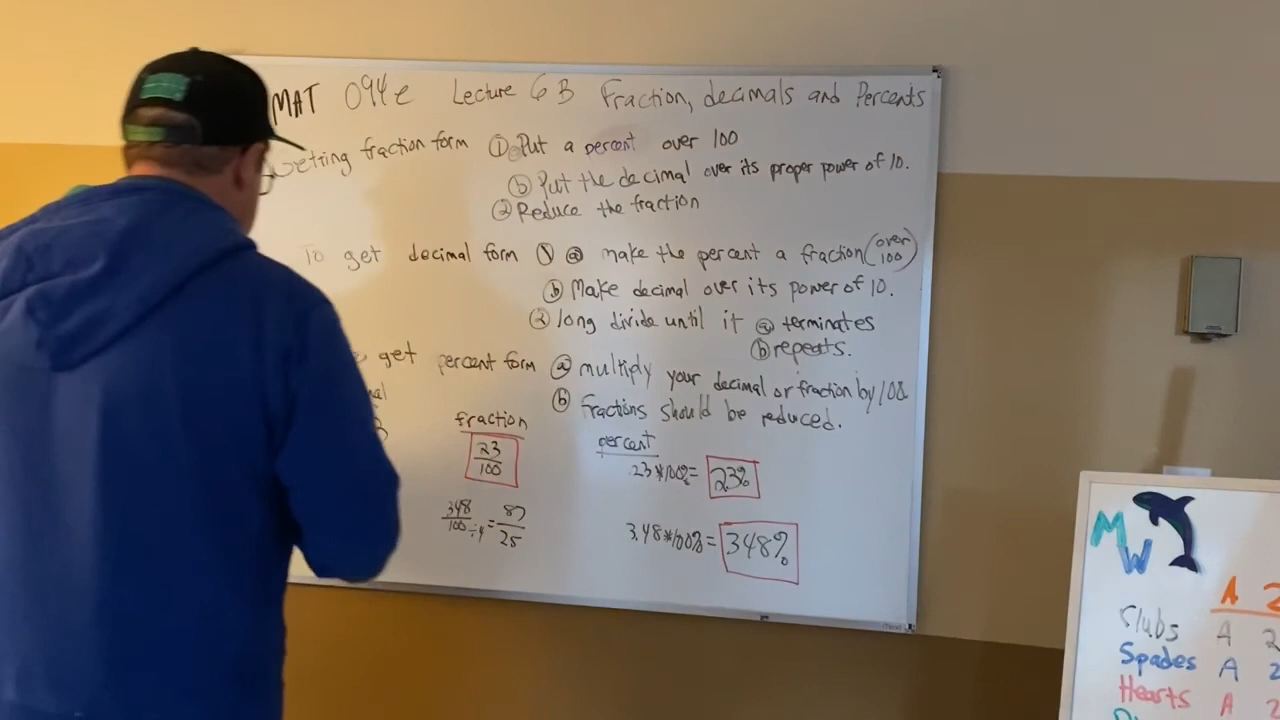 MAT 094e Lecture 6B Fraction, decimals and Percents
Getting fraction form ① Put a percent over 100
ⓑ Put the decimal over its proper power of 10.
② Reduce the fraction
To get decimal form ① ⓐ make the percent a fraction (over 100)
ⓑ Make decimal over its power of 10.
② long divide until it ⓐ terminates
ⓑ repeats.
get percent form ⓐ multiply your decimal or fraction by 100%
ⓑ Fractions should be reduced.
fraction percent
23/100 .23*100%= 23%
348/100 ÷4 = 87/25 3.48*100%= 348%
MW
A 2
Clubs A 2
Spades A 2
Hearts A 2